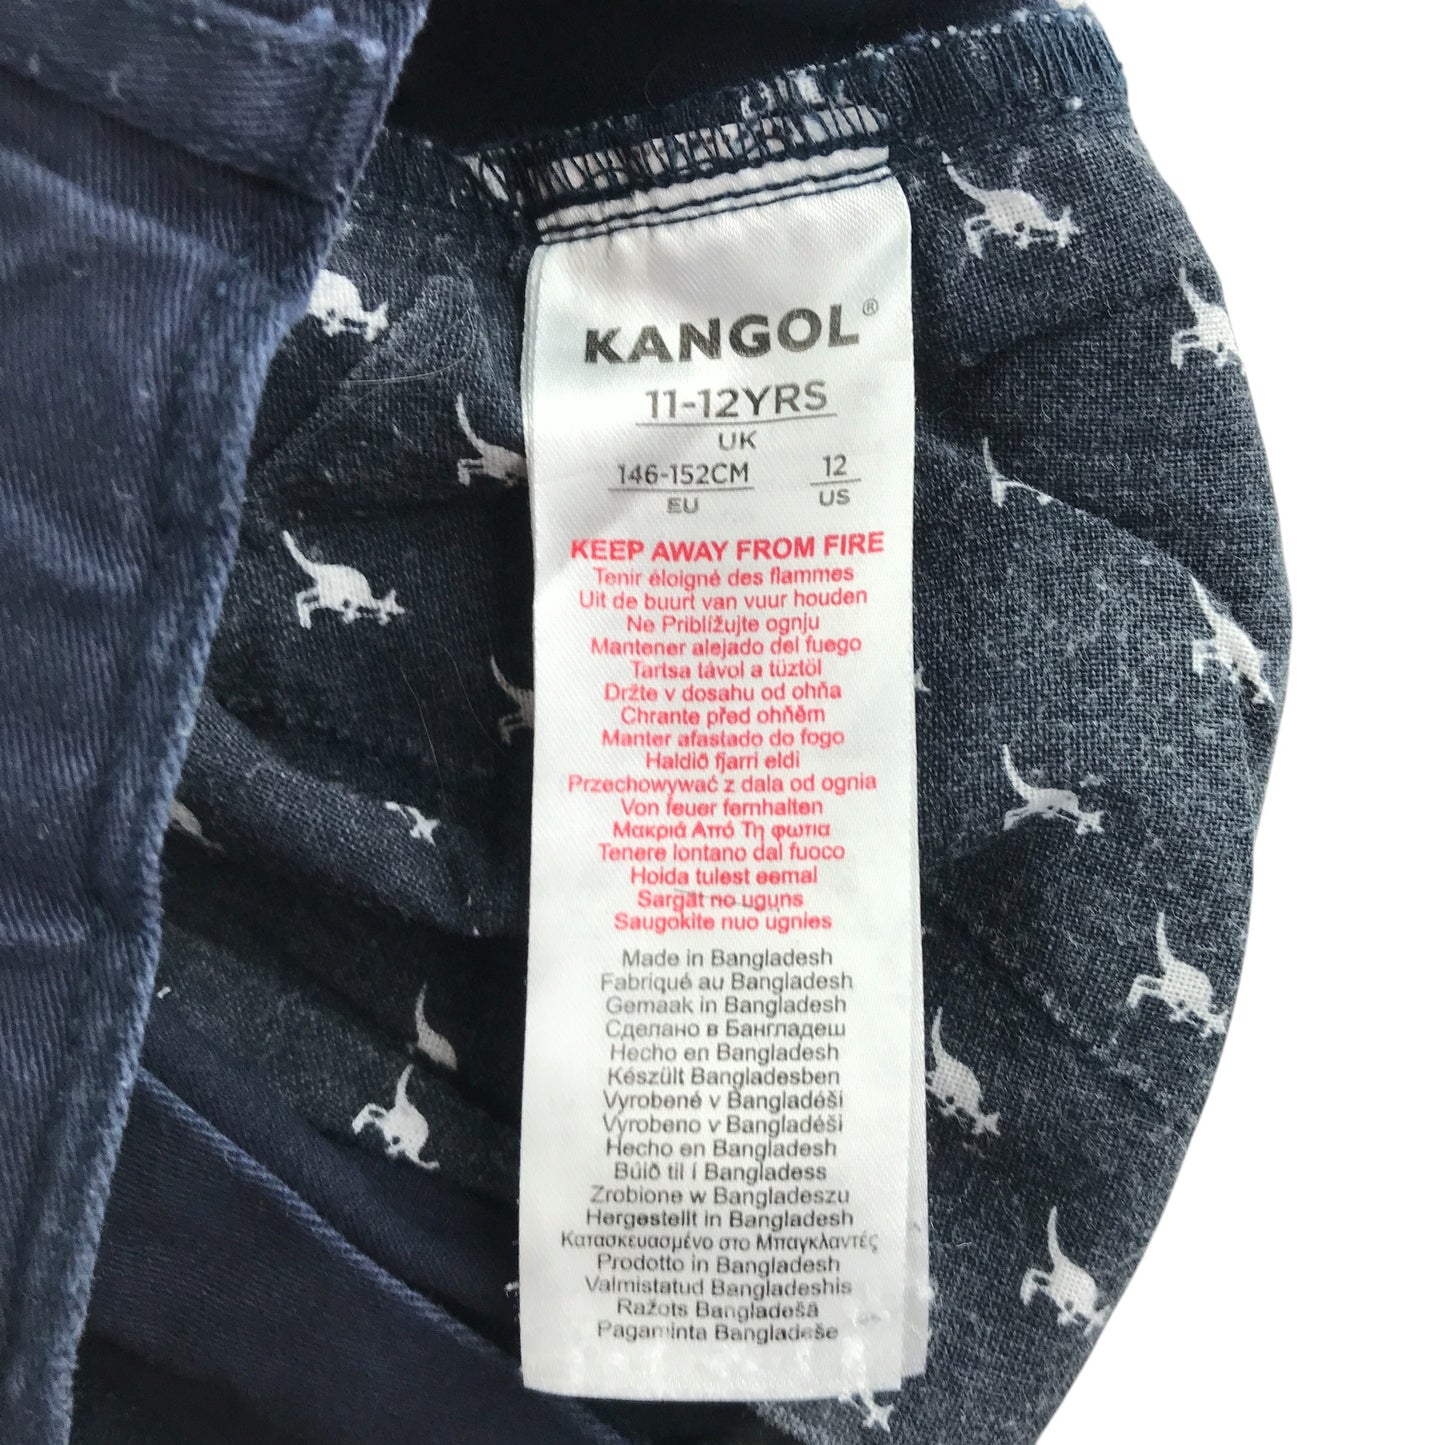 KANGOL®
11-12YRS
UK
146-152CM 12
EU US
KEEP AWAY FROM FIRE
Tenir éloigné des flammes
Uit de buurt van vuur houden
Ne Približujte ognju
Mantener alejado del fuego
Tartsa távol a tüztöl
Držte v dosahu od ohňa
Chrante před ohněm
Manter afastado do fogo
Haldið fjarri eldi
Przechowywać z dala od ognia
Von feuer fernhalten
Μακριά Από Τη φωτια
Tenere lontano dal fuoco
Hoida tulest eemal
Sargāt no uguns
Saugokite nuo ugnies
Made in Bangladesh
Fabriqué au Bangladesh
Gemaak in Bangladesh
Сделано в Бангладеш
Hecho en Bangladesh
Készült Bangladesben
Vyrobené v Bangladéši
Vyrobeno v Bangladéši
Hecho en Bangladesh
Búið til í Bangladess
Zrobione w Bangladeszu
Hergestellt in Bangladesh
Κατασκευασμένο στο Μπαγκλαντές
Prodotto in Bangladesh
Valmistatud Bangladeshis
Ražots Bangladešā
Pagaminta Bangladeše